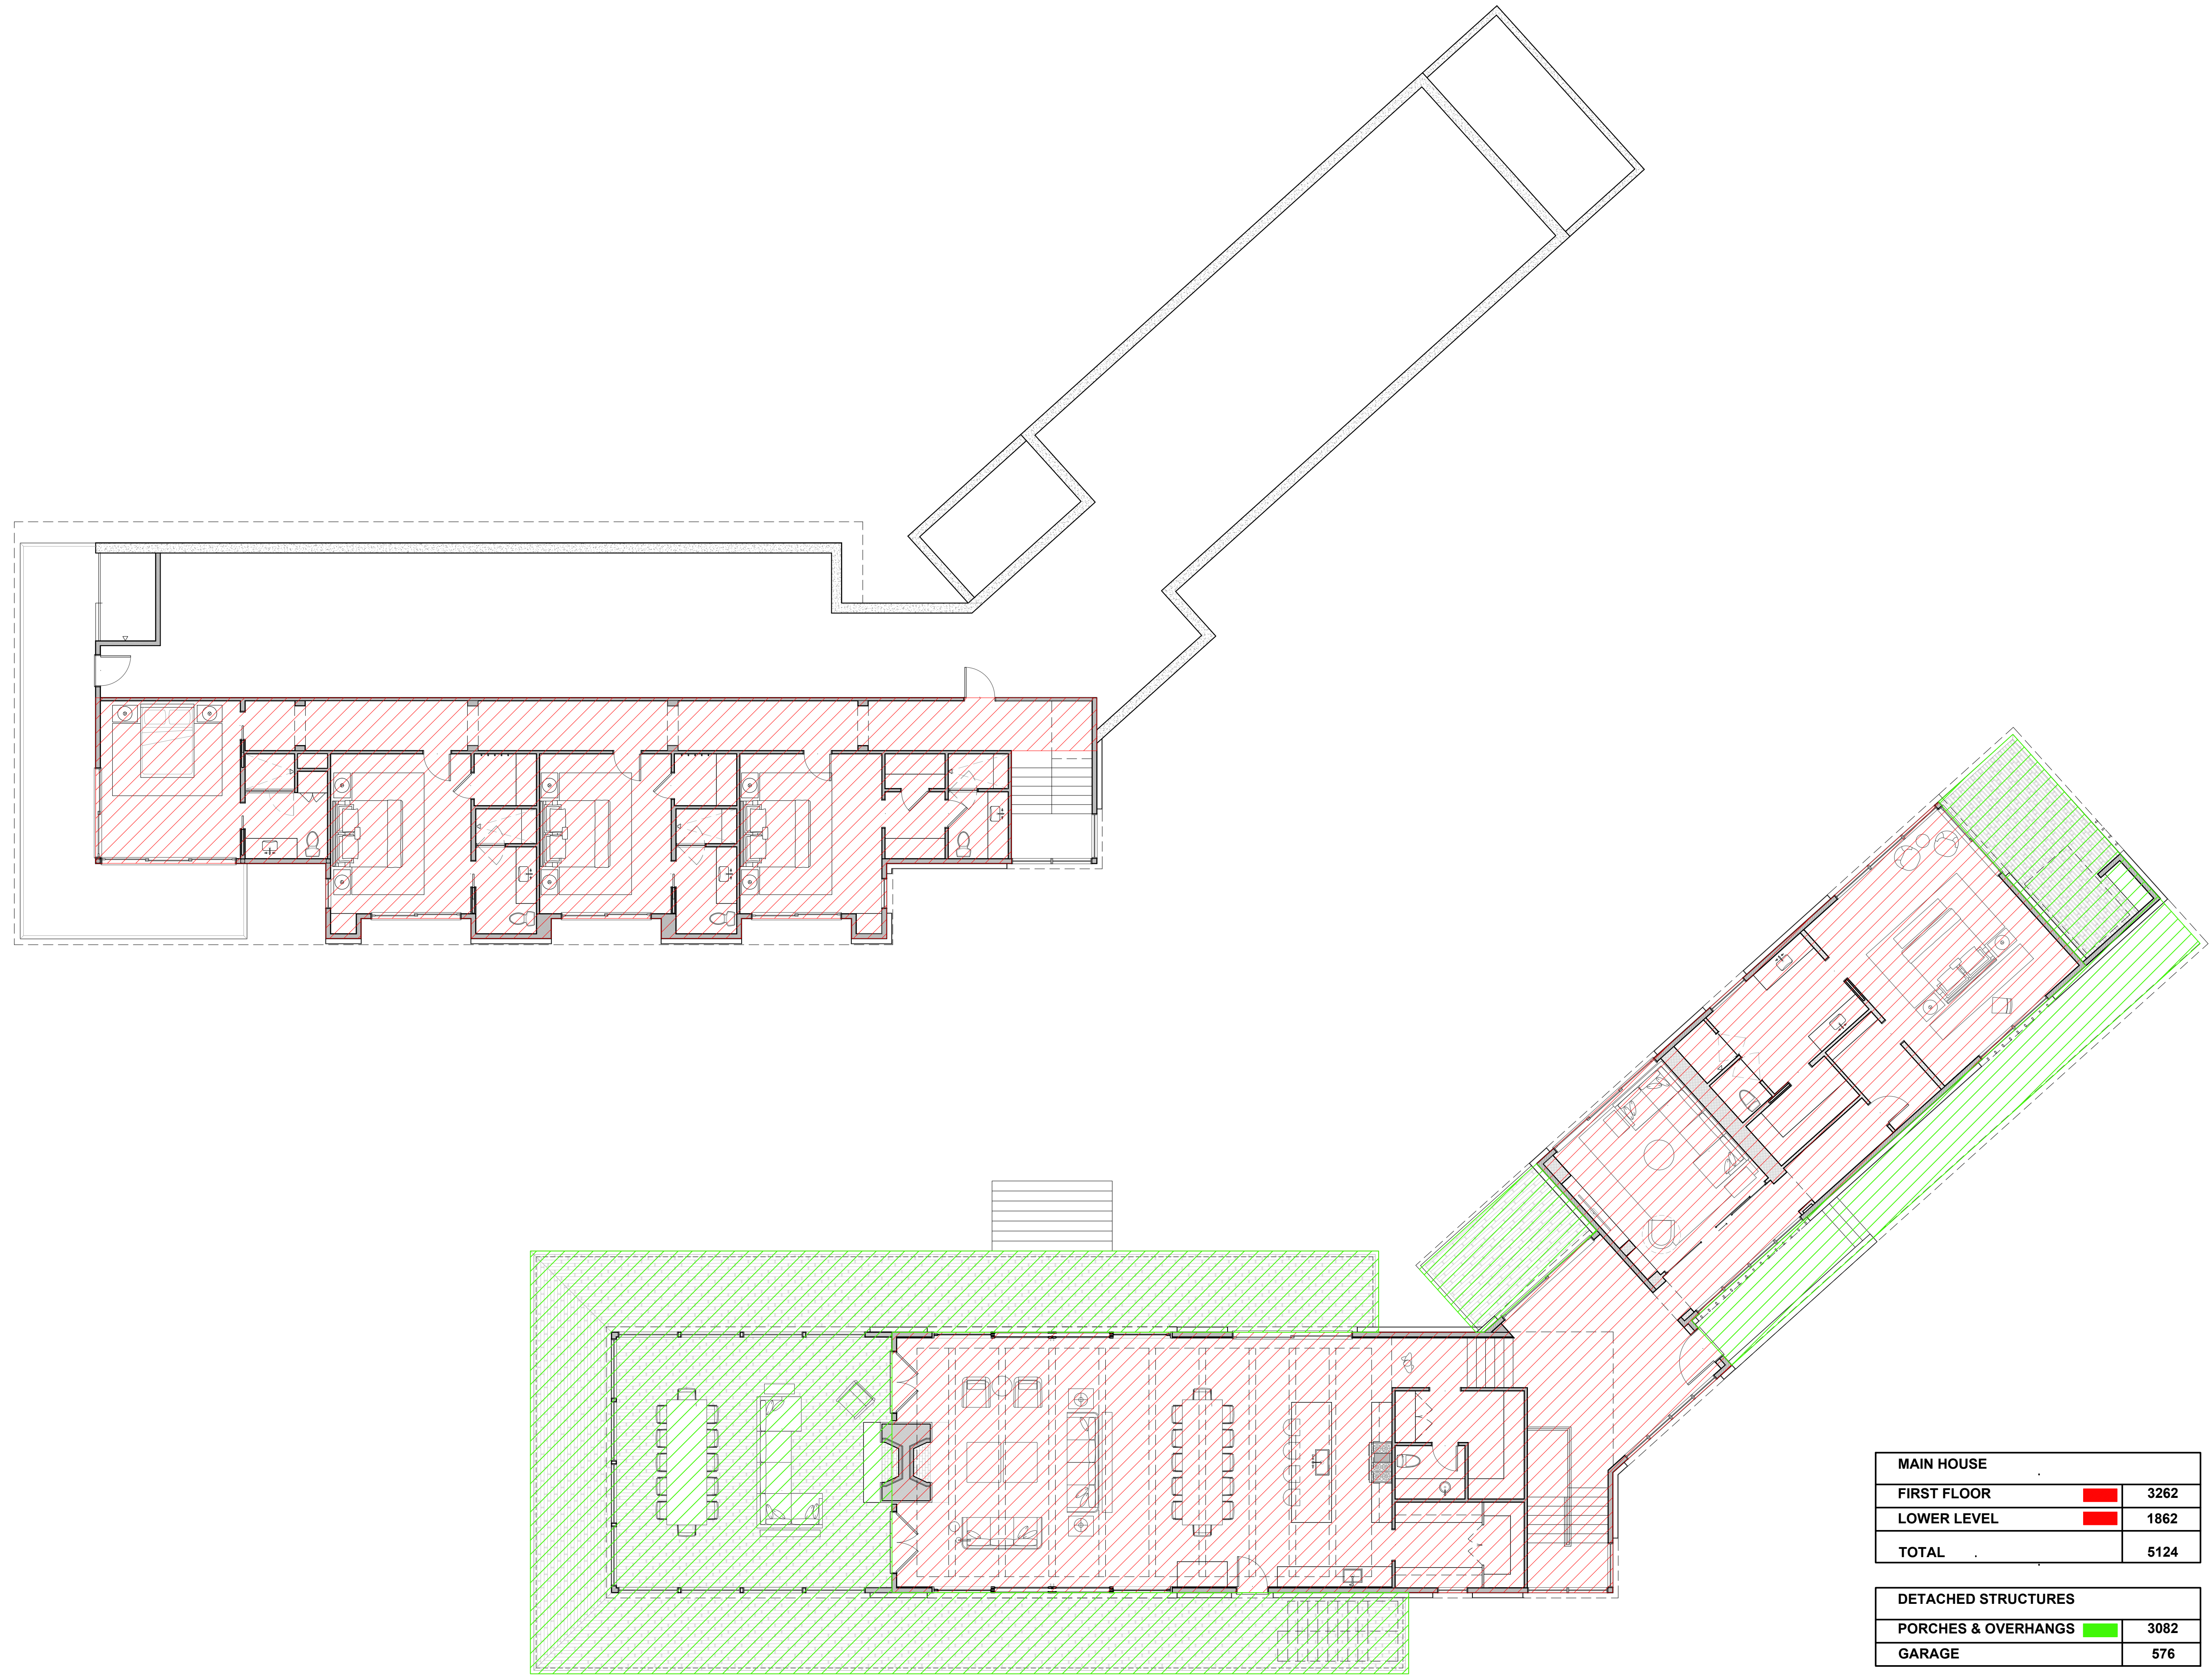 MAIN HOUSE
FIRST FLOOR 3262
LOWER LEVEL 1862
TOTAL 5124
DETACHED STRUCTURES
PORCHES & OVERHANGS 3082
GARAGE 576